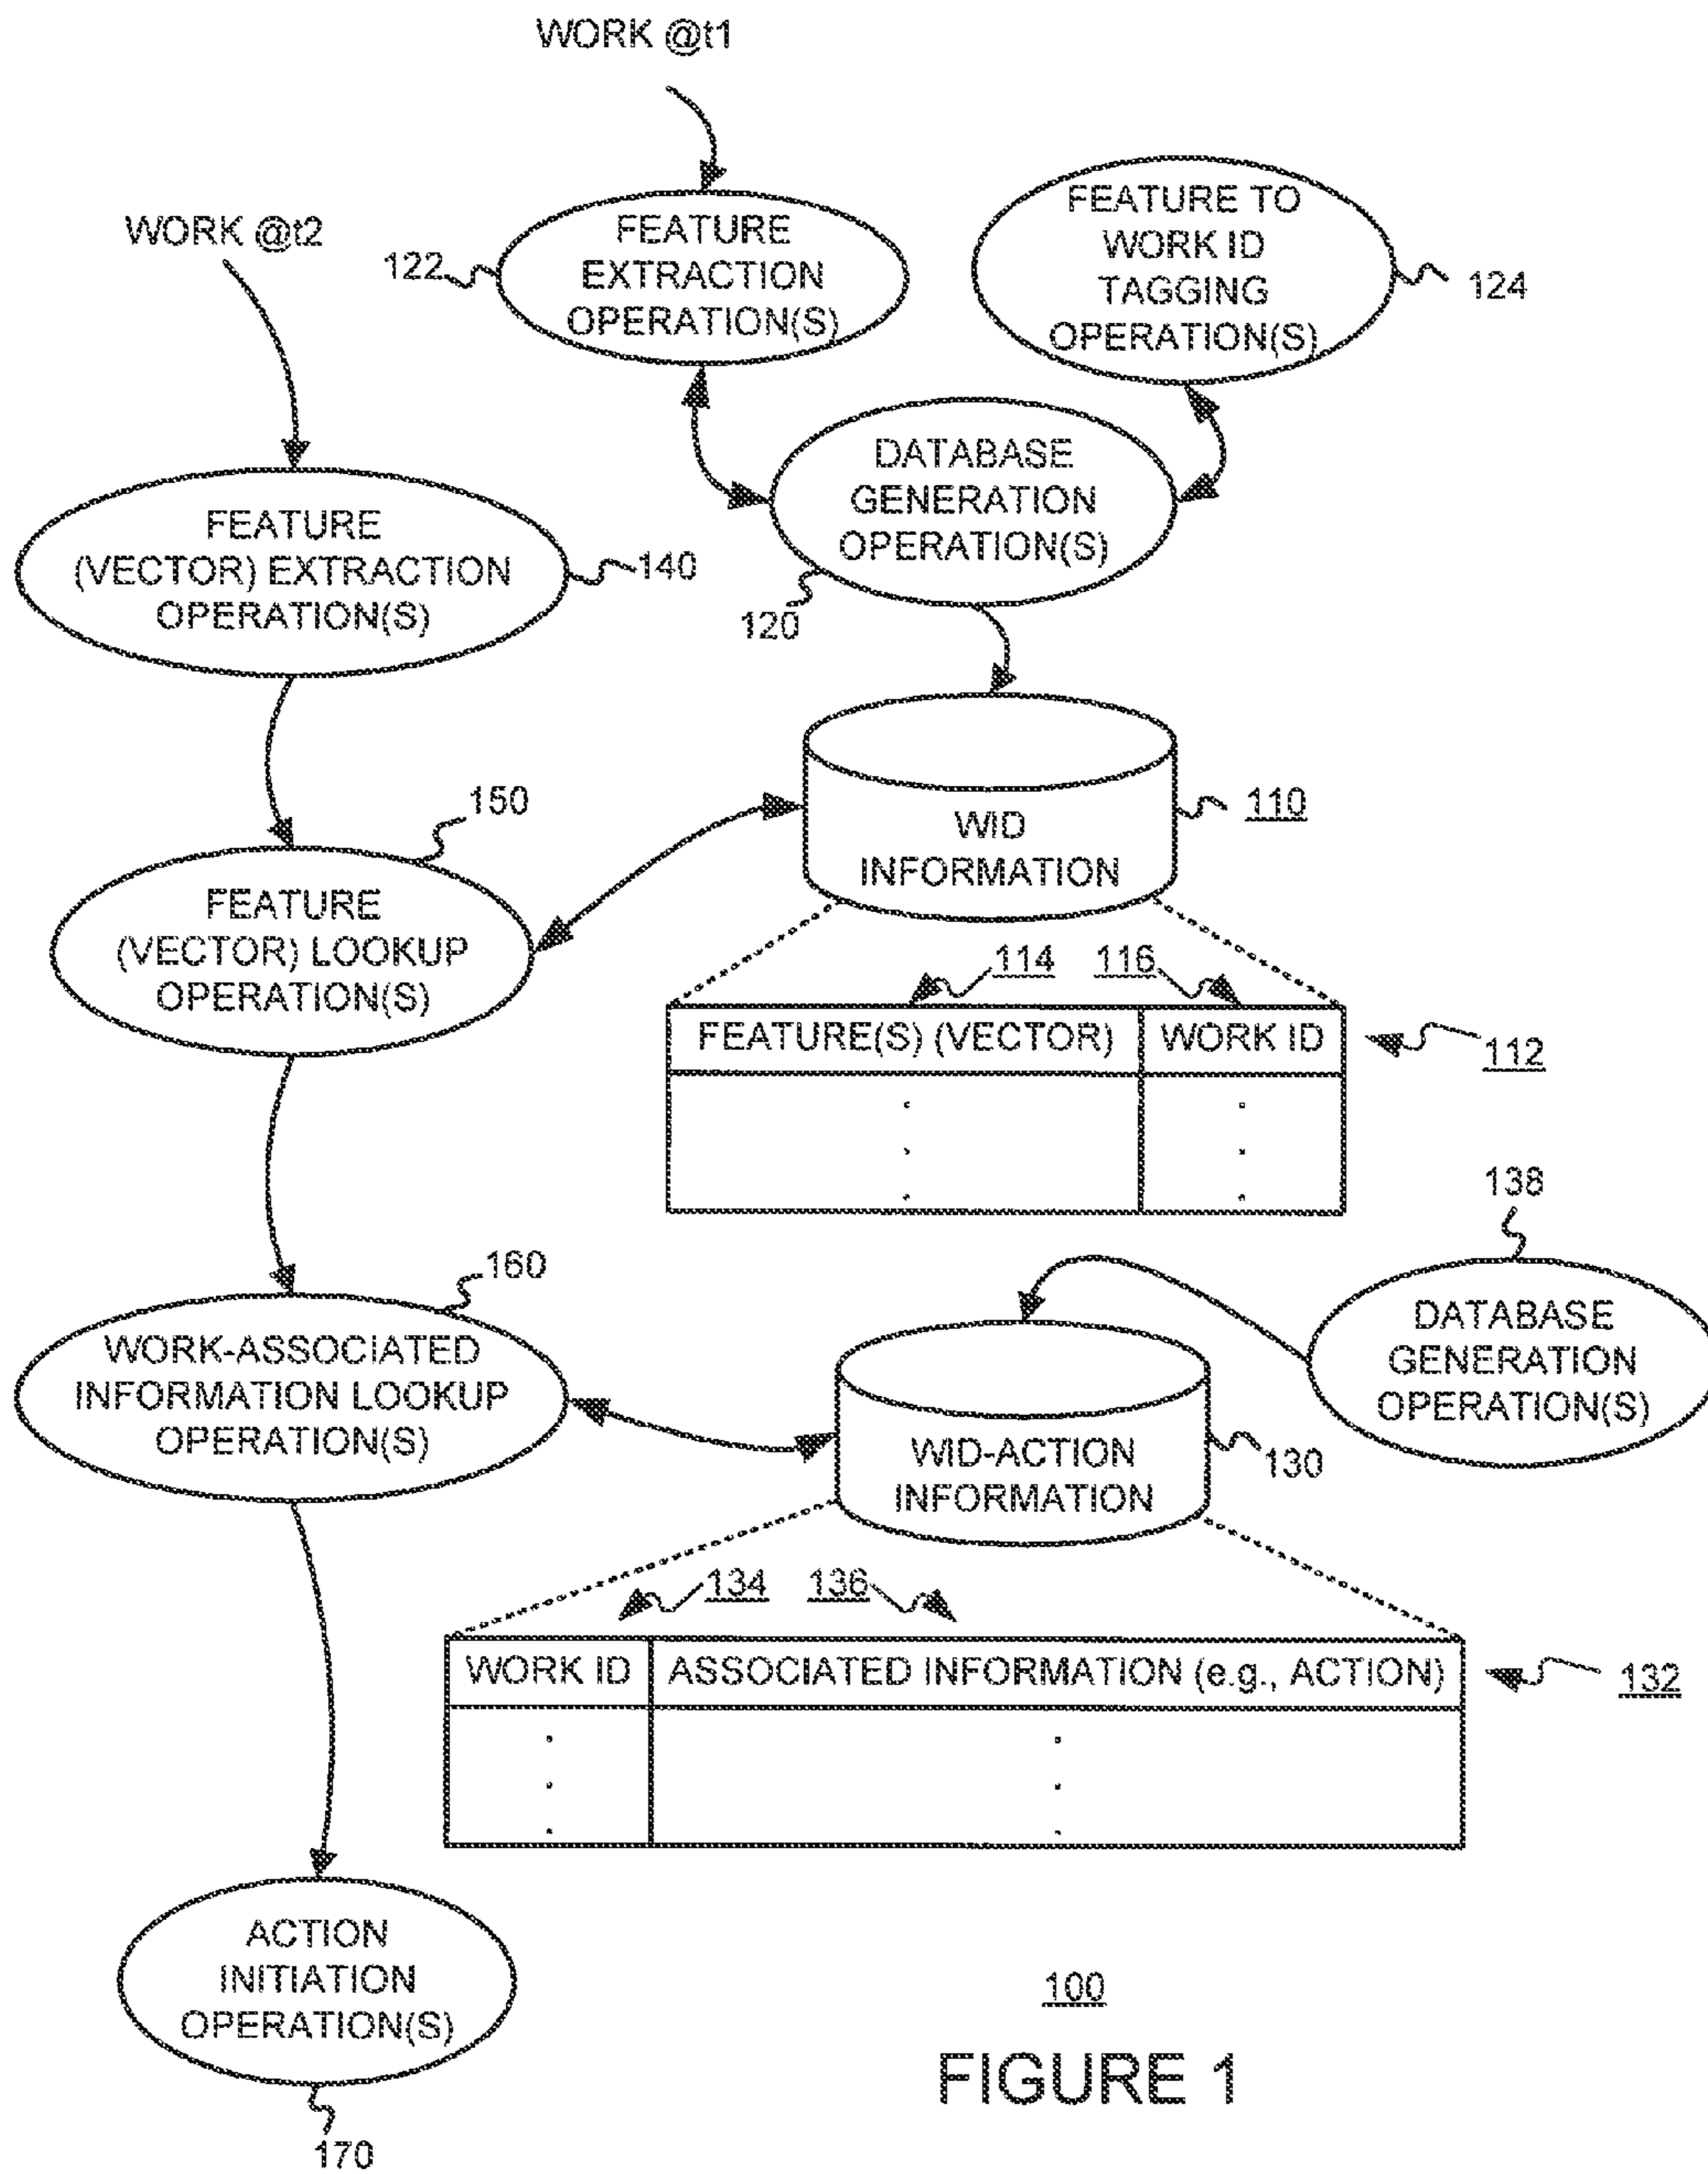 WORK @t1
WORK @t2
122
FEATURE
EXTRACTION
OPERATION(S)
FEATURE TO
WORK ID
TAGGING
OPERATION(S)
124
DATABASE
GENERATION
OPERATION(S)
120
FEATURE
(VECTOR) EXTRACTION
OPERATION(S)
140
150
FEATURE
(VECTOR) LOOKUP
OPERATION(S)
WID
INFORMATION
110
114 116
FEATURE(S) (VECTOR) WORK ID
112
.
.
.
.
.
.
138
DATABASE
GENERATION
OPERATION(S)
160
WORK-ASSOCIATED
INFORMATION LOOKUP
OPERATION(S)
WID-ACTION
INFORMATION
130
134 136
WORK ID ASSOCIATED INFORMATION (e.g., ACTION)
132
.
.
.
.
.
.
ACTION
INITIATION
OPERATION(S)
170
100
FIGURE 1